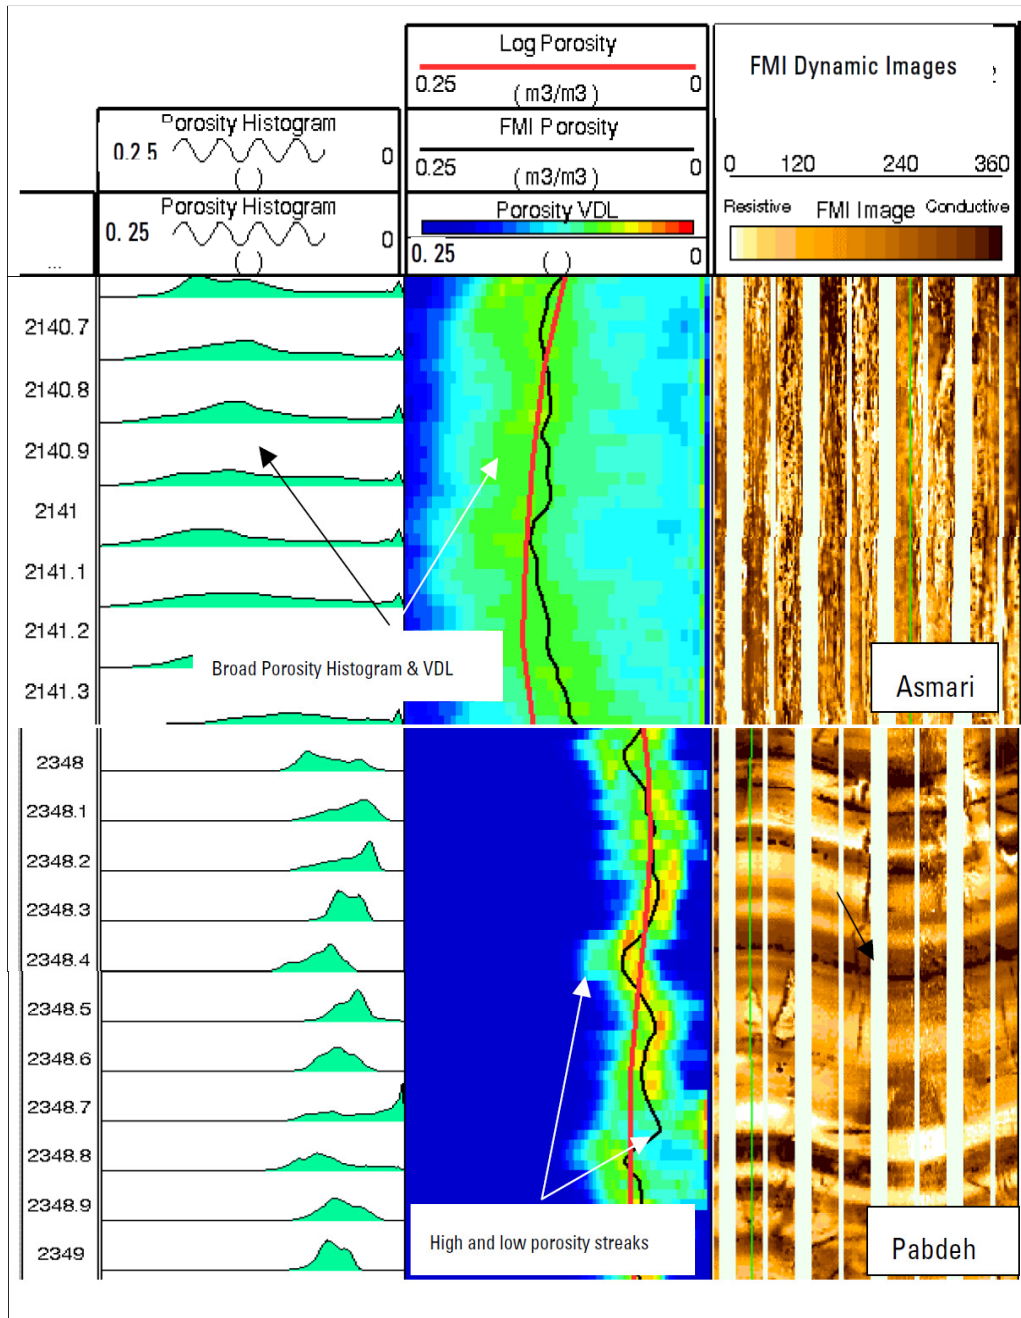 Log Porosity
0.25 0
( m3/m3 )
FMI Dynamic Images
Porosity Histogram
0.2 5 0
( )
FMI Porosity
0.25 0
( m3/m3 )
0 120 240 360
Porosity Histogram
0. 25 0
( )
Porosity VDL
0. 25 0
( )
Resistive FMI Image Conductive
...
2140.7
2140.8
2140.9
2141
2141.1
2141.2
2141.3
Broad Porosity Histogram & VDL
Asmari
2348
2348.1
2348.2
2348.3
2348.4
2348.5
2348.6
2348.7
2348.8
2348.9
2349
High and low porosity streaks
Pabdeh